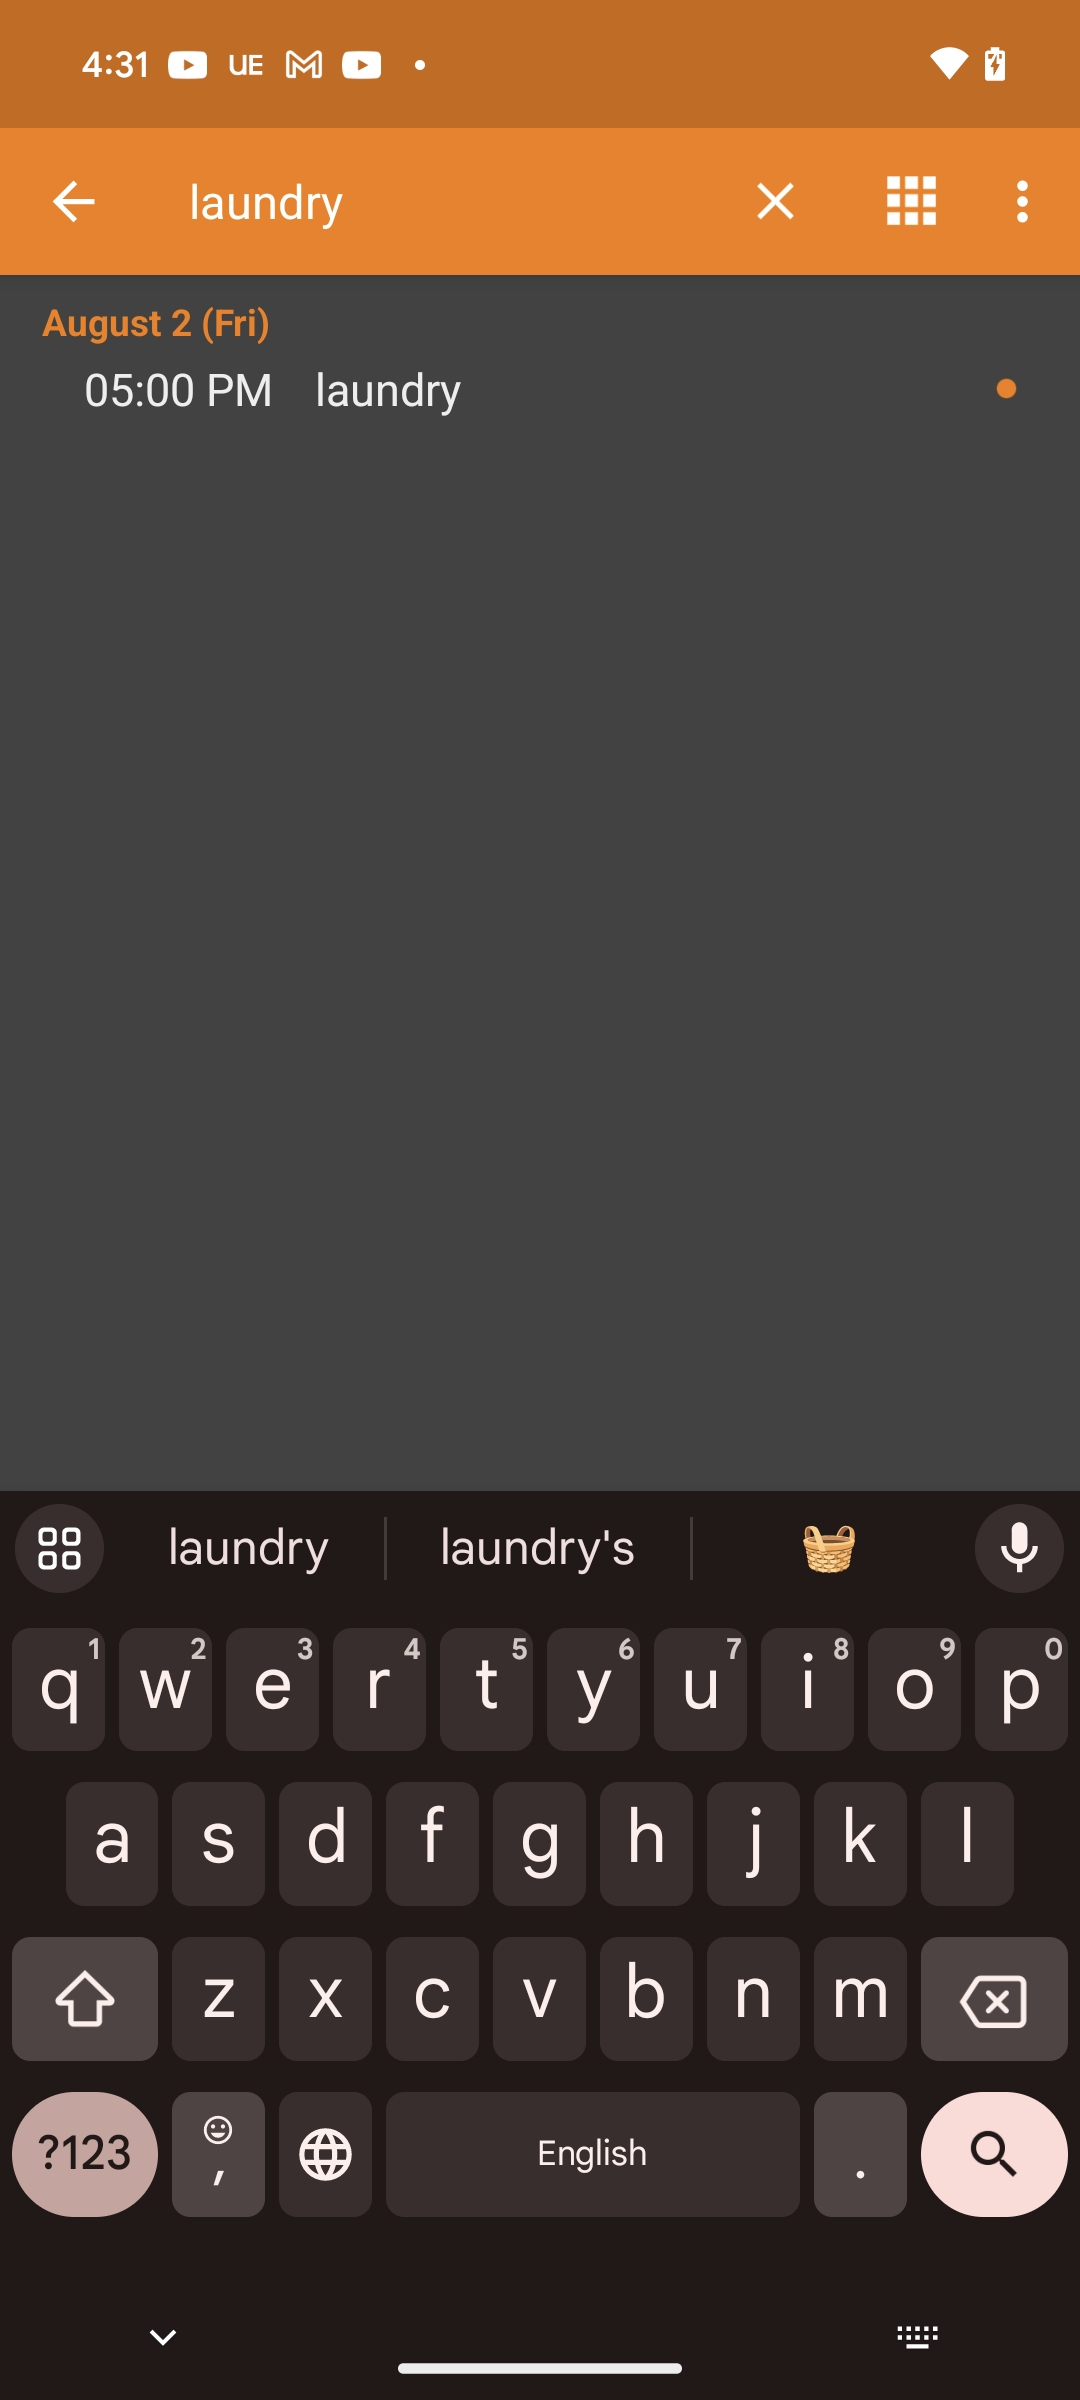 4:31 UE
laundry
August 2 (Fri)
05:00 PM laundry
laundry laundry's
q1 w2 e3 r4 t5 y6 u7 i8 o9 p0
a s d f g h j k l
z x c v b n m
?123 , English .